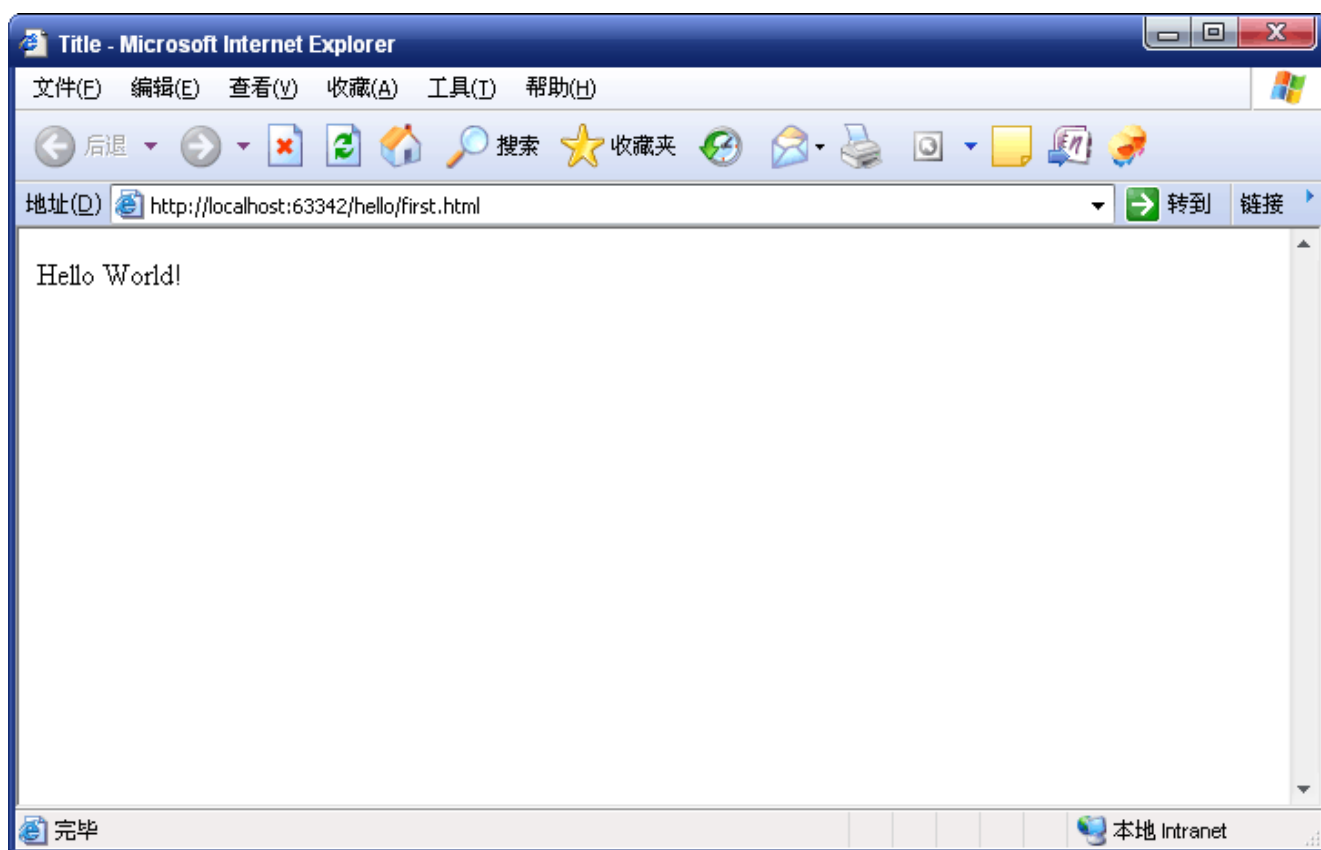 Title - Microsoft Internet Explorer
文件(F) 编辑(E) 查看(V) 收藏(A) 工具(T) 帮助(H)
后退 搜索 收藏夹
地址(D) http://localhost:63342/hello/first.html 转到 链接
Hello World!
完毕 本地 Intranet